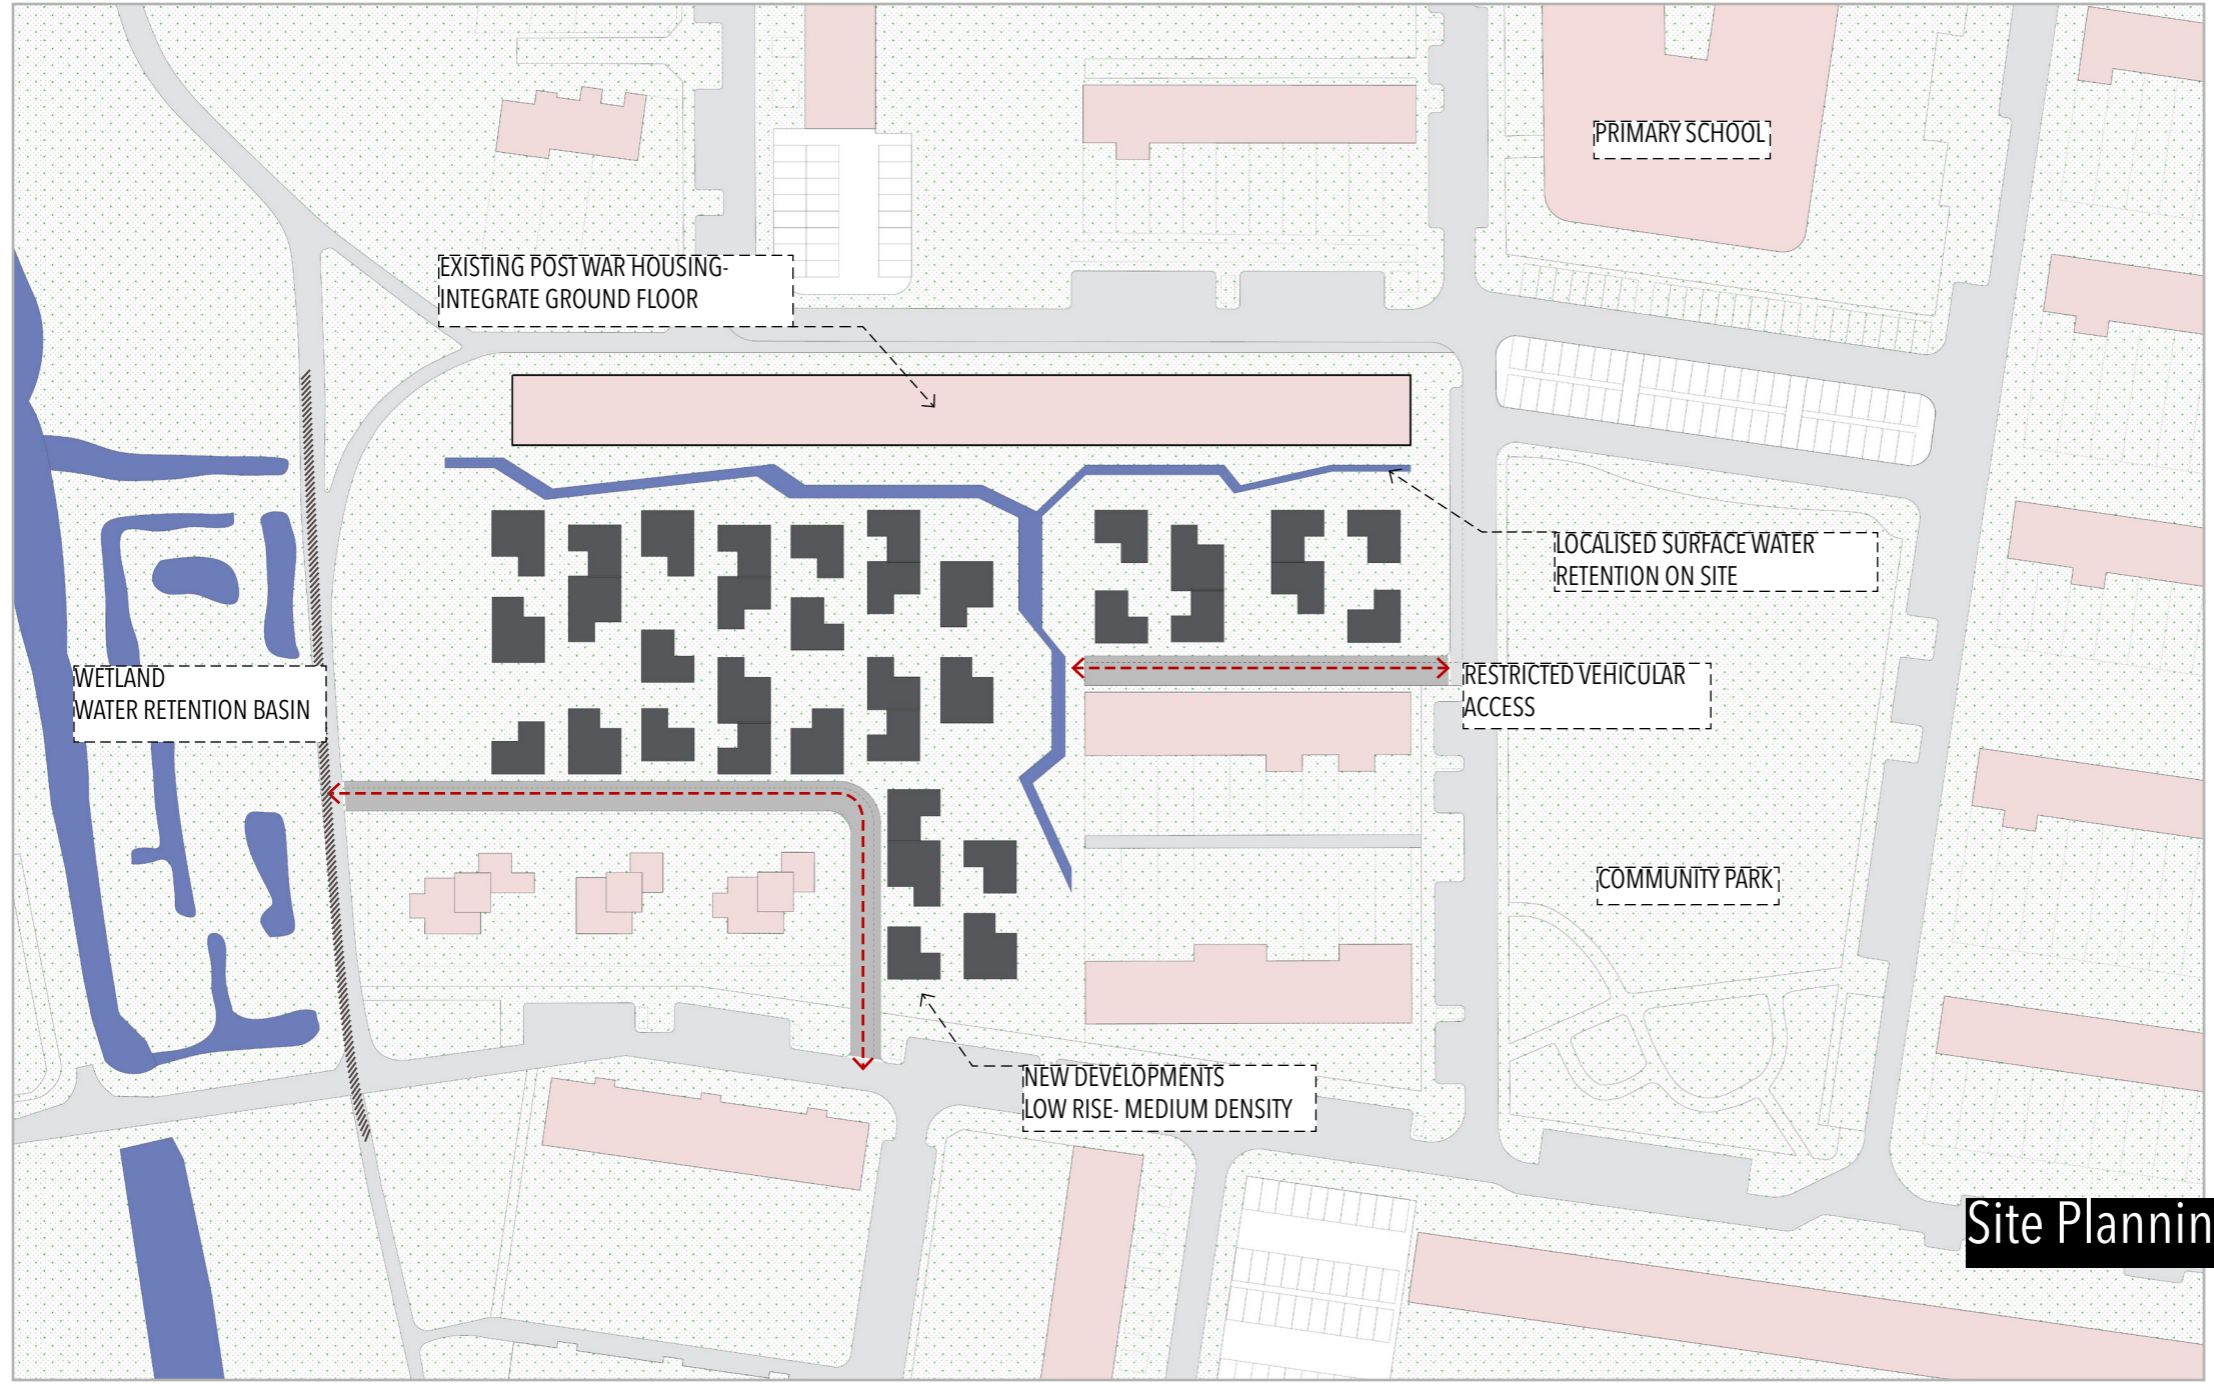 PRIMARY SCHOOL
EXISTING POST WAR HOUSING-
INTEGRATE GROUND FLOOR
LOCALISED SURFACE WATER
RETENTION ON SITE
WETLAND
WATER RETENTION BASIN
RESTRICTED VEHICULAR
ACCESS
COMMUNITY PARK
NEW DEVELOPMENTS
LOW RISE- MEDIUM DENSITY
Site Plannin